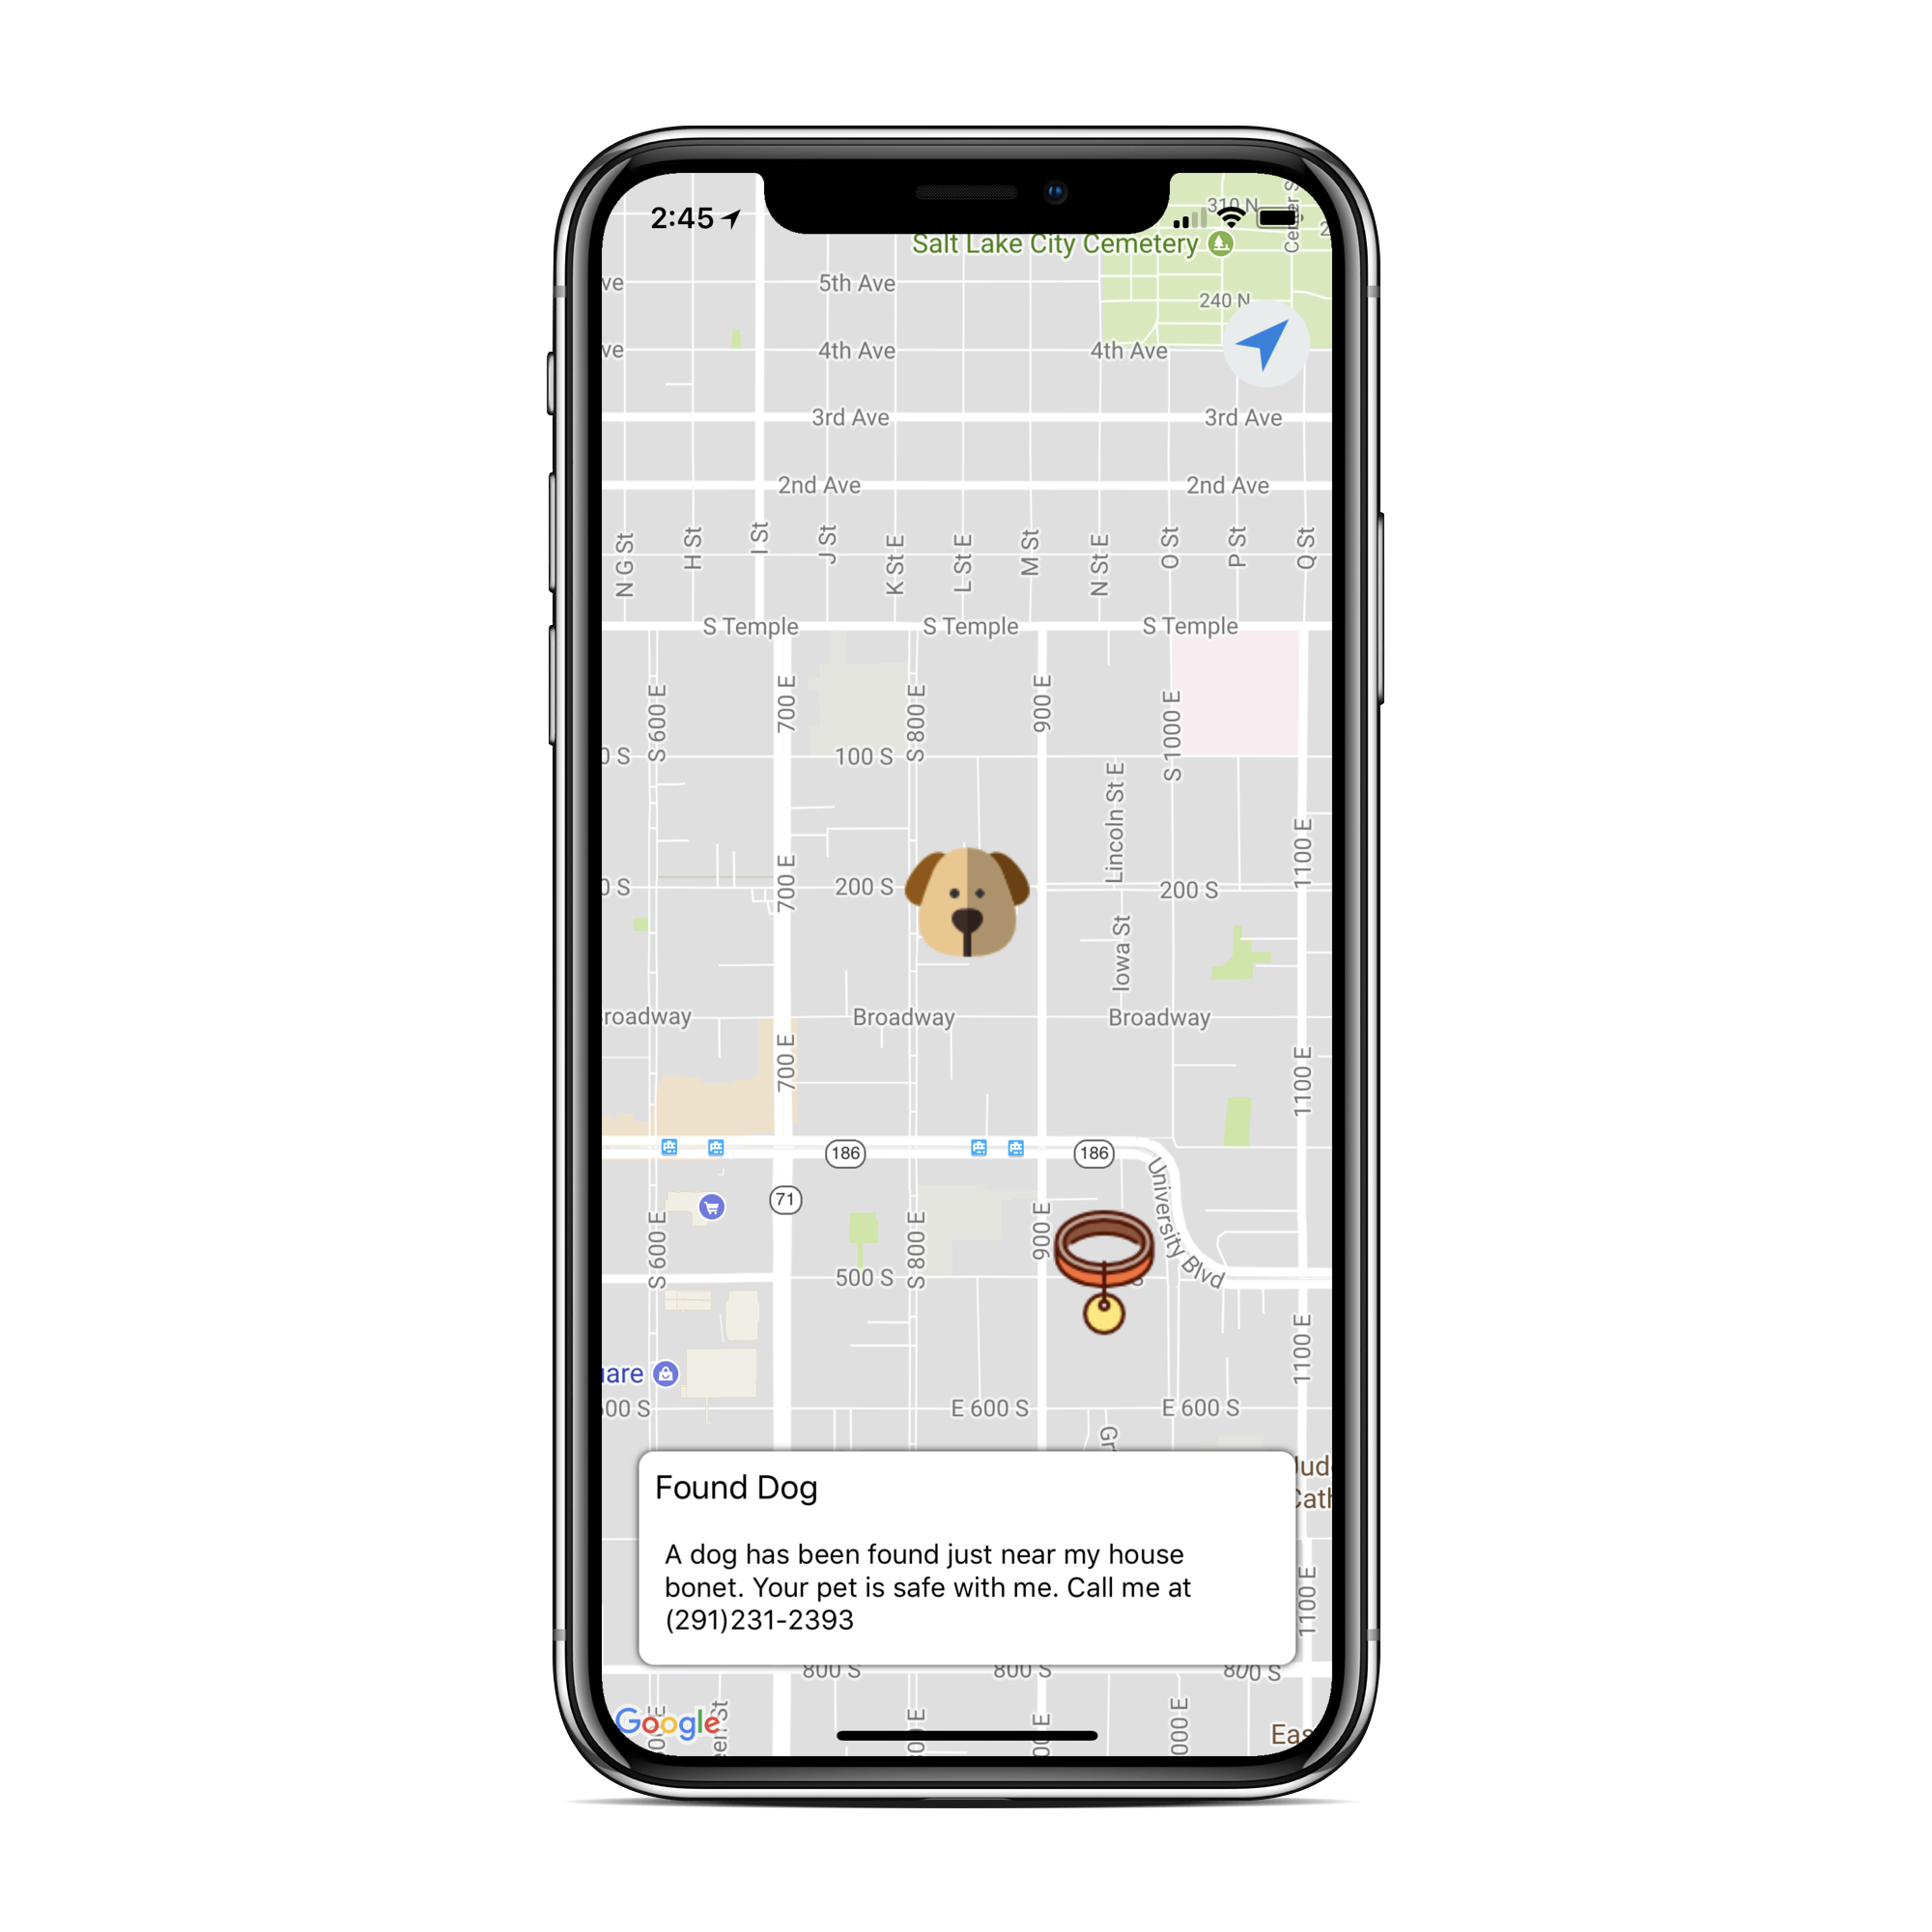 2:45
310 N
Salt Lake City Cemetery
5th Ave
240 N
4th Ave
4th Ave
3rd Ave
3rd Ave
2nd Ave
2nd Ave
N G St
H St
I St
J St
K St E
L St E
M St
N St E
O St
P St
Q St
S Temple
S Temple
S Temple
S 600 E
700 E
S 800 E
900 E
S 1000 E
100 S
Lincoln St E
1100 E
700 E
200 S
200 S
Iowa St
roadway
Broadway
Broadway
700 E
1100 E
186
186
71
University Blvd
S 600 E
S 800 E
900 E
500 S
1100 E
E 600 S
E 600 S
Found Dog
A dog has been found just near my house
bonet. Your pet is safe with me. Call me at
(291)231-2393
1100 E
800 S
800 S
800 S
Google